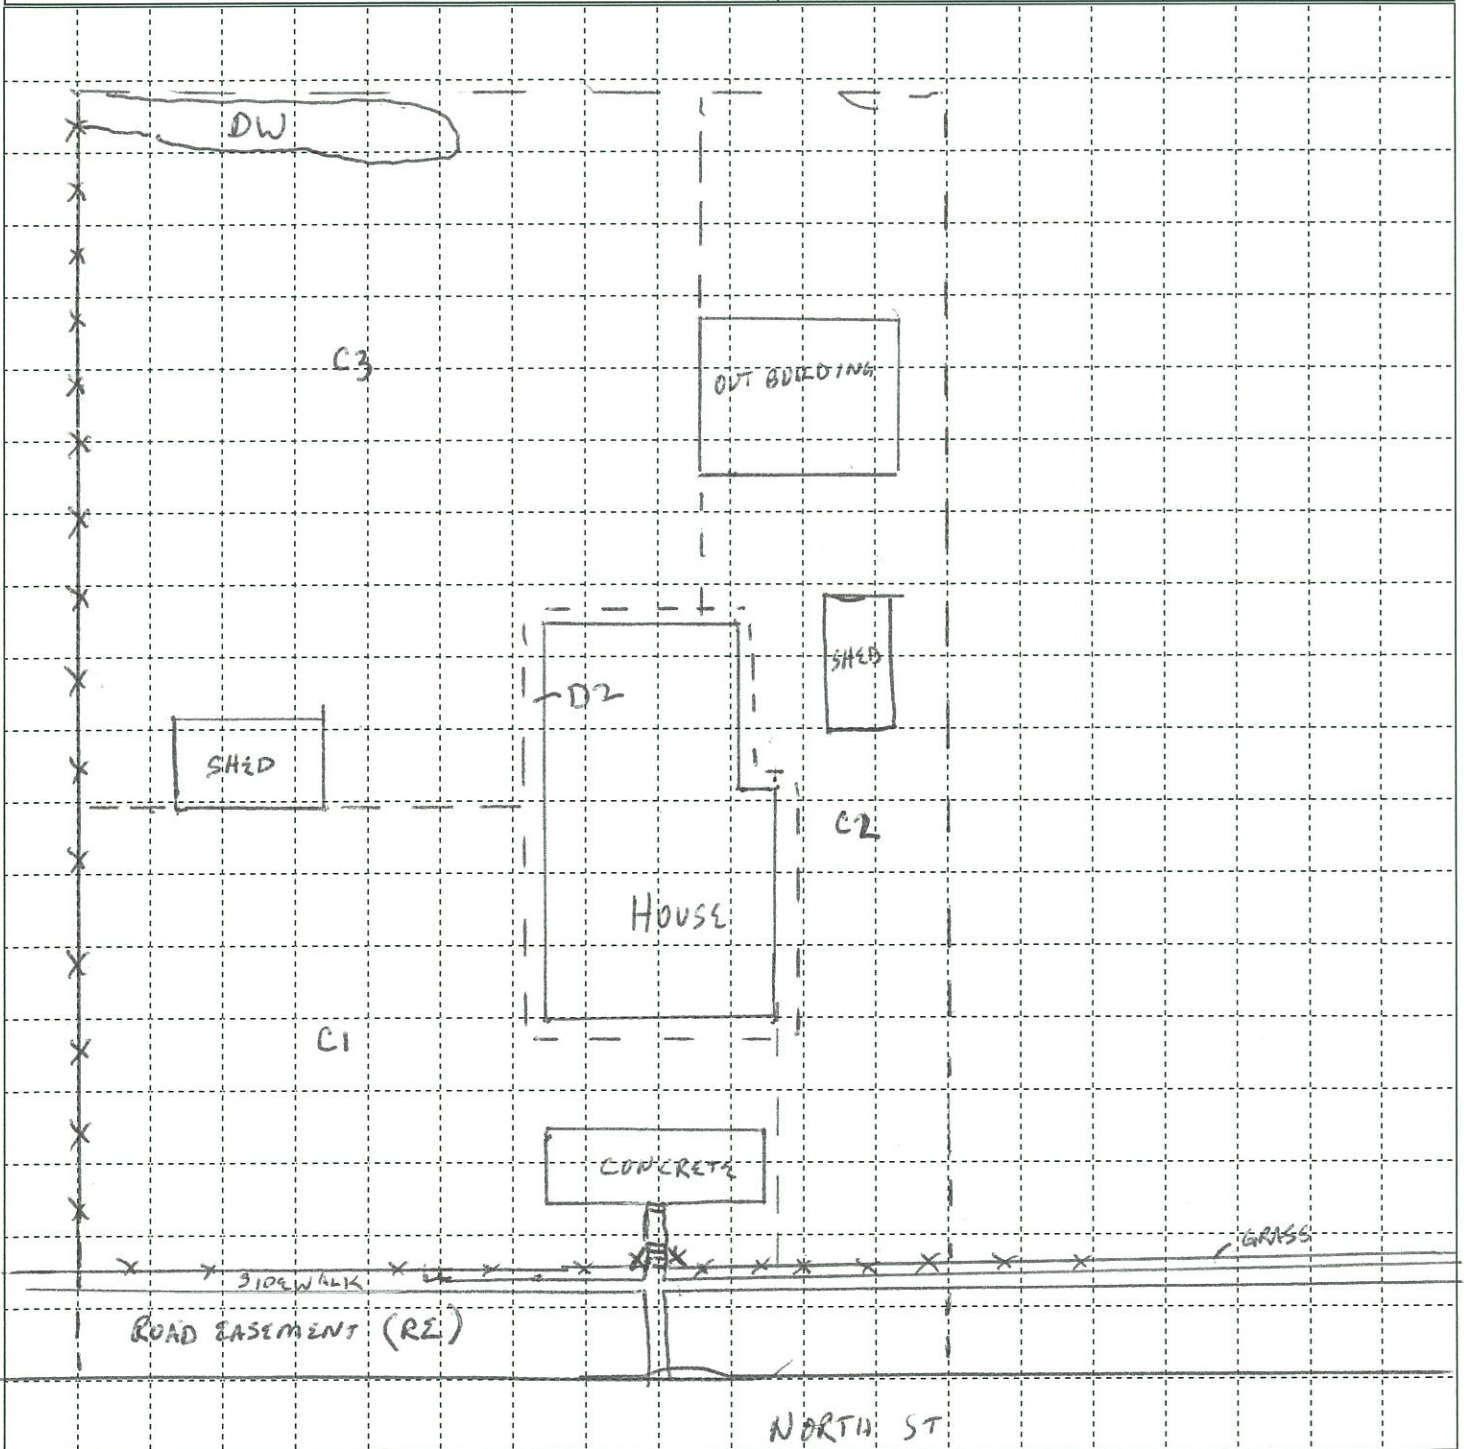 DW
C3
OUT BUILDING
SHED
D2
SHED
C2
HOUSE
C1
CONCRETE
GRASS
SIDEWALK
ROAD EASEMENT (RE)
NORTH ST